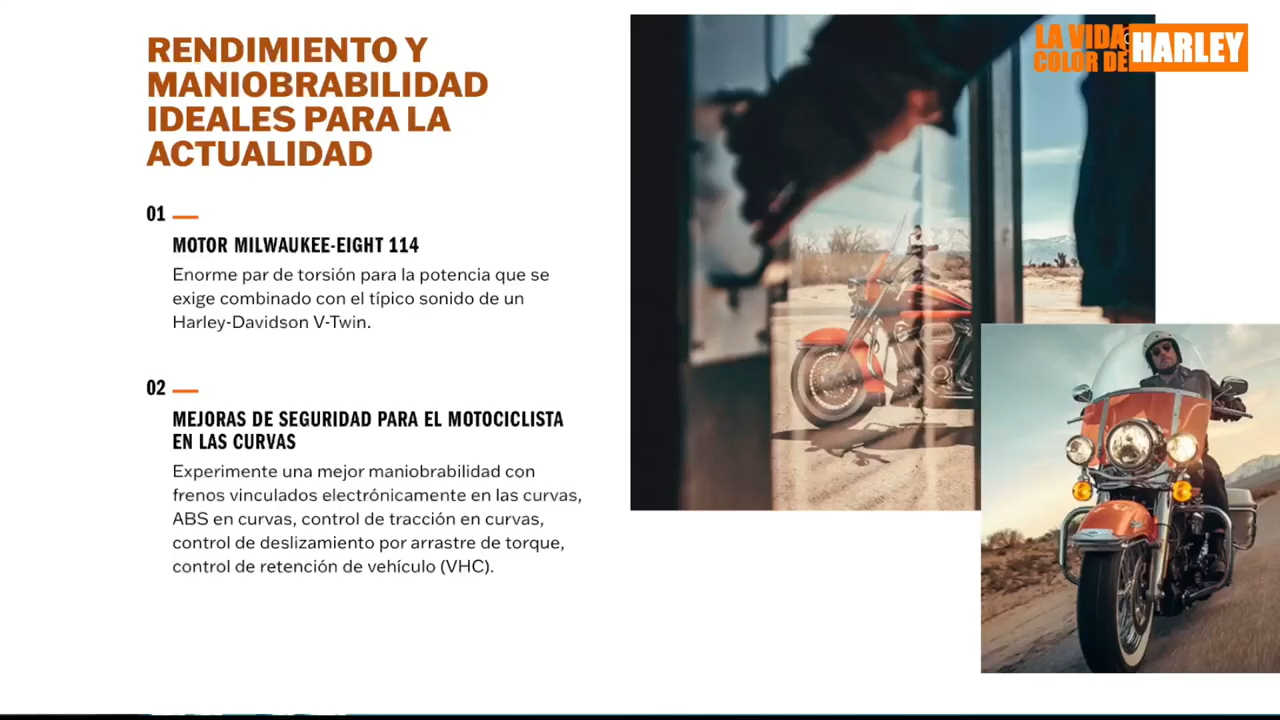 RENDIMIENTO Y
MANIOBRABILIDAD
IDEALES PARA LA
ACTUALIDAD
01
MOTOR MILWAUKEE-EIGHT 114
Enorme par de torsión para la potencia que se
exige combinado con el típico sonido de un
Harley-Davidson V-Twin.
02
MEJORAS DE SEGURIDAD PARA EL MOTOCICLISTA
EN LAS CURVAS
Experimente una mejor maniobrabilidad con
frenos vinculados electrónicamente en las curvas,
ABS en curvas, control de tracción en curvas,
control de deslizamiento por arrastre de torque,
control de retención de vehículo (VHC).
LA VIDA
COLOR DE
HARLEY